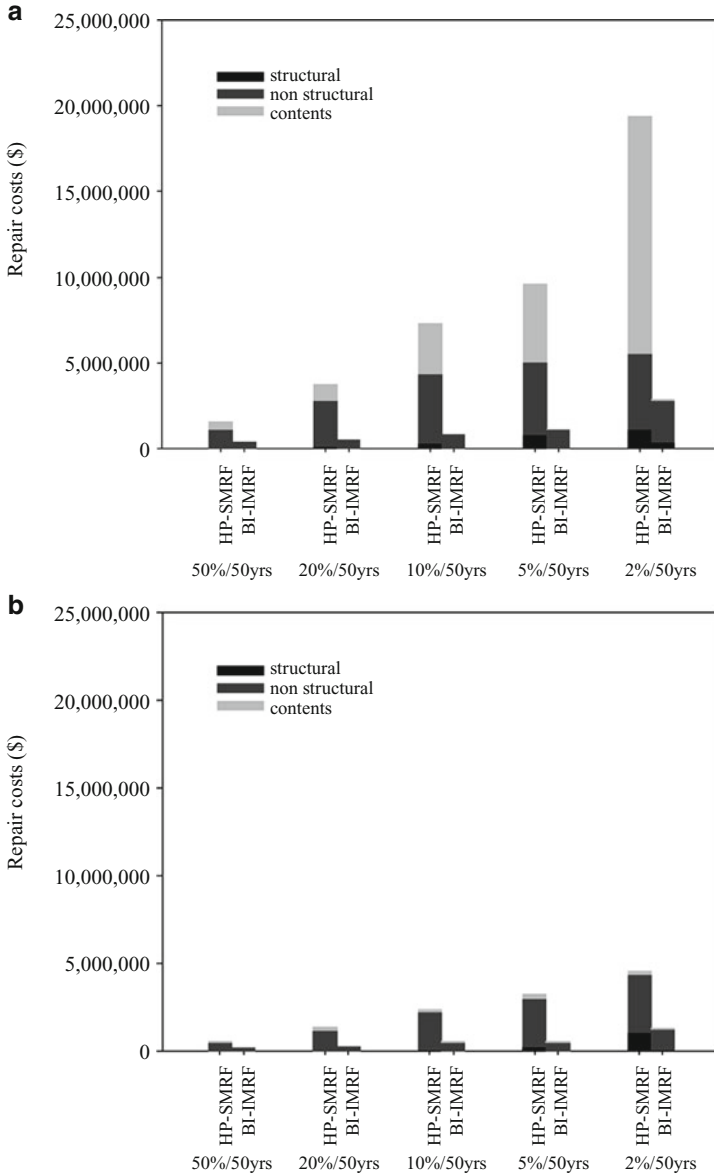 a
25,000,000
20,000,000
15,000,000
10,000,000
5,000,000
0
Repair costs ($)
structural
non structural
contents
HP-SMRF
BI-IMRF
HP-SMRF
BI-IMRF
HP-SMRF
BI-IMRF
HP-SMRF
BI-IMRF
HP-SMRF
BI-IMRF
50%/50yrs 20%/50yrs 10%/50yrs 5%/50yrs 2%/50yrs
b
25,000,000
20,000,000
15,000,000
10,000,000
5,000,000
0
Repair costs ($)
structural
non structural
contents
HP-SMRF
BI-IMRF
HP-SMRF
BI-IMRF
HP-SMRF
BI-IMRF
HP-SMRF
BI-IMRF
HP-SMRF
BI-IMRF
50%/50yrs 20%/50yrs 10%/50yrs 5%/50yrs 2%/50yrs